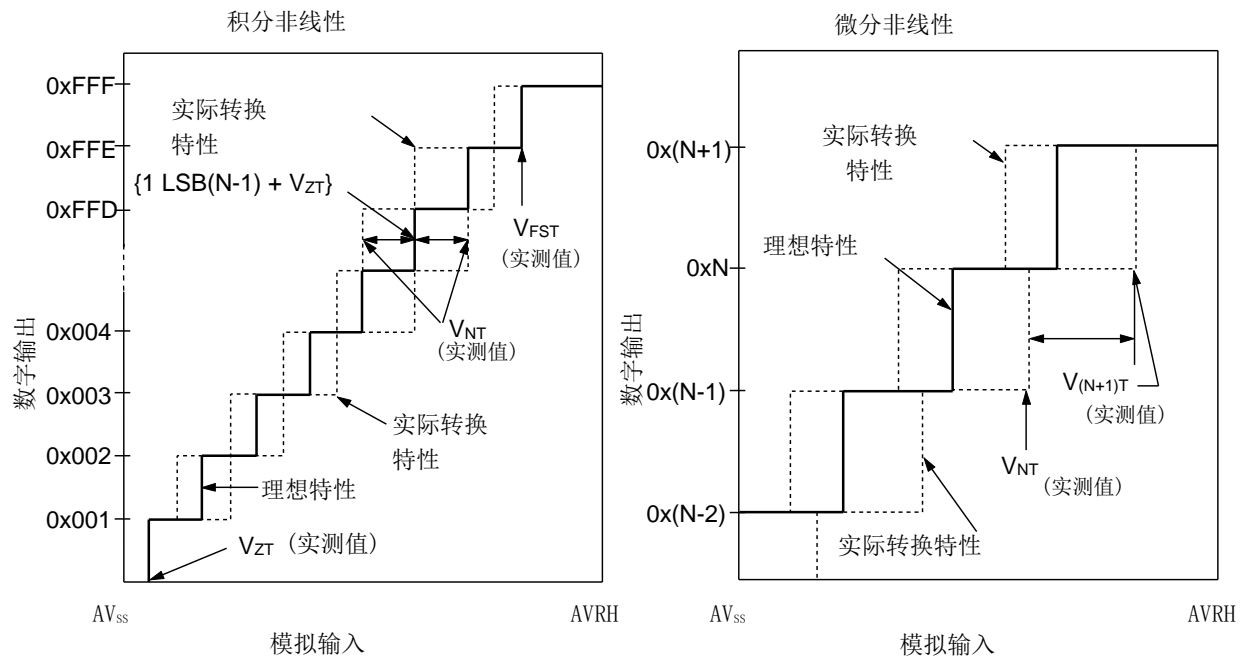 积分非线性
0xFFF
实际转换
特性
0xFFE
{1 LSB(N-1) + VZT}
0xFFD
VFST
(实测值)
VNT
(实测值)
0x004
0x003
实际转换
特性
0x002
理想特性
0x001
VZT (实测值)
数字输出
AVss
AVRH
模拟输入
微分非线性
实际转换
特性
0x(N+1)
理想特性
0xN
V(N+1)T
(实测值)
0x(N-1)
VNT
(实测值)
0x(N-2)
实际转换特性
数字输出
AVss
AVRH
模拟输入